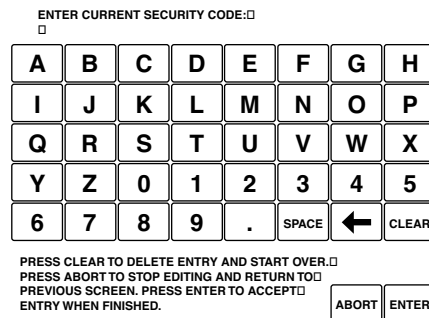 ENTER CURRENT SECURITY CODE:□
□
A B C D E F G H
I J K L M N O P
Q R S T U V W X
Y Z 0 1 2 3 4 5
6 7 8 9 . SPACE CLEAR
PRESS CLEAR TO DELETE ENTRY AND START OVER.□
PRESS ABORT TO STOP EDITING AND RETURN TO□
PREVIOUS SCREEN. PRESS ENTER TO ACCEPT□
ENTRY WHEN FINISHED.
ABORT ENTER